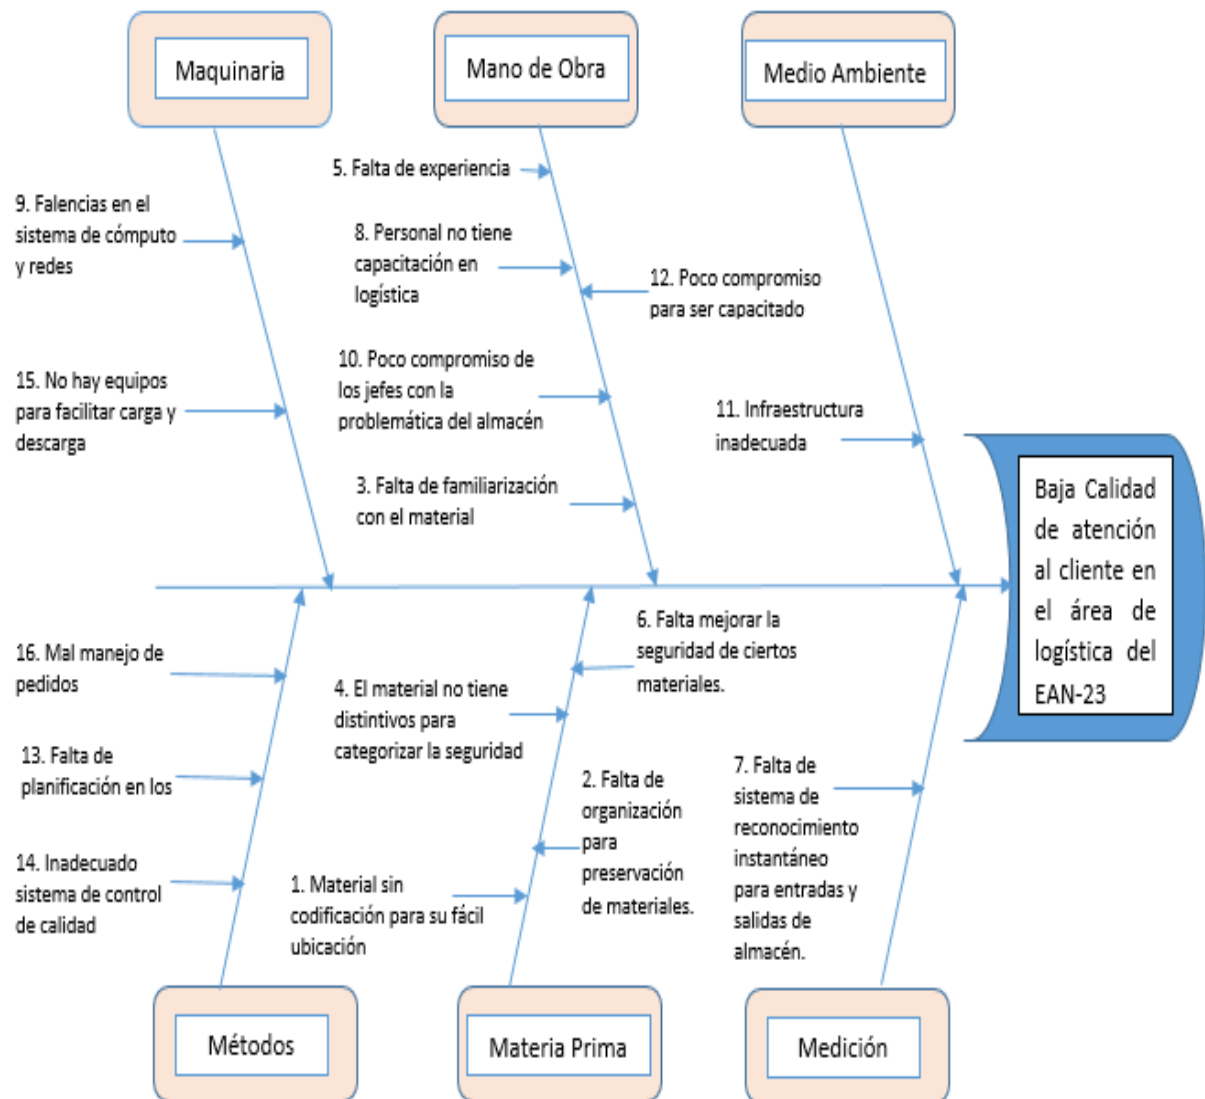 Maquinaria
Mano de Obra
Medio Ambiente
5. Falta de experiencia
9. Falencias en el
sistema de cómputo
y redes
8. Personal no tiene
capacitación en
logística
12. Poco compromiso
para ser capacitado
15. No hay equipos
para facilitar carga y
descarga
10. Poco compromiso de
los jefes con la
problemática del almacén
11. Infraestructura
inadecuada
3. Falta de familiarización
con el material
Baja Calidad
de atención
al cliente en
el área de
logística del
EAN-23
16. Mal manejo de
pedidos
4. El material no tiene
distintivos para
categorizar la seguridad
6. Falta mejorar la
seguridad de ciertos
materiales.
13. Falta de
planificación en los
14. Inadecuado
sistema de control
de calidad
1. Material sin
codificación para su fácil
ubicación
2. Falta de
organización
para
preservación
de materiales.
7. Falta de
sistema de
reconocimiento
instantáneo
para entradas y
salidas de
almacén.
Métodos
Materia Prima
Medición